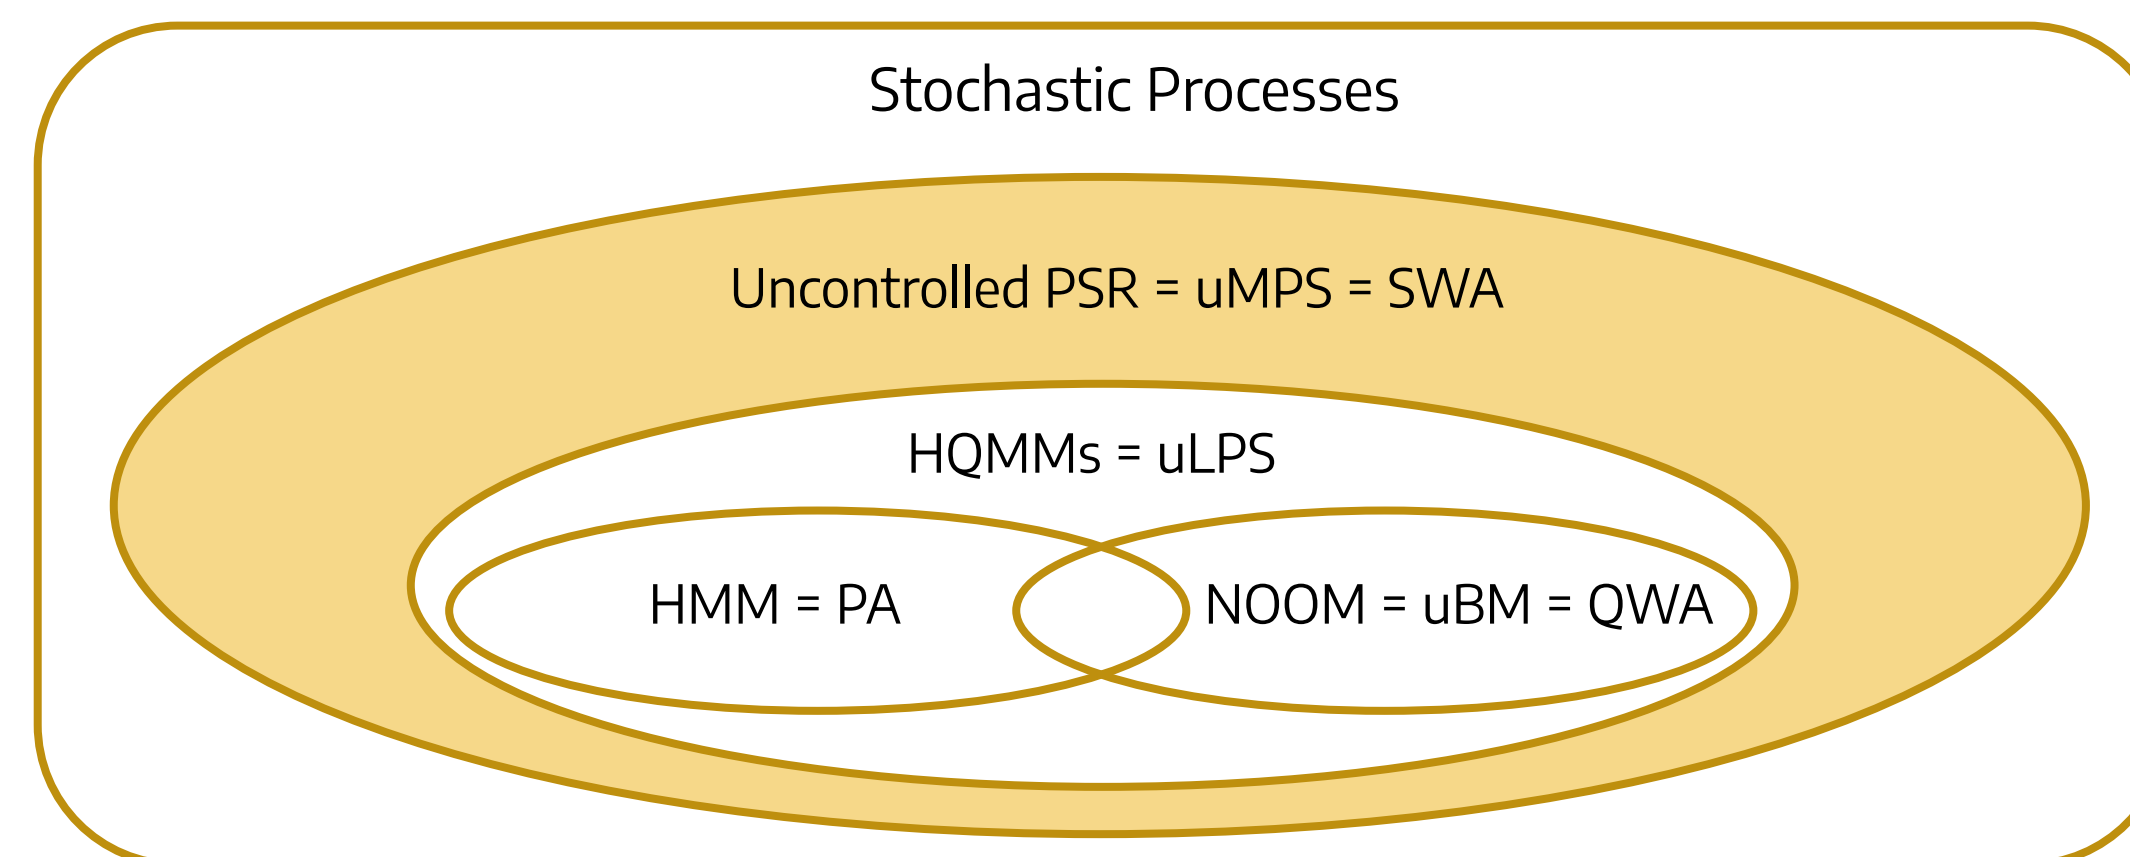 Stochastic Processes
Uncontrolled PSR = uMPS = SWA
HQMMs = uLPS
HMM = PA
NOOM = uBM = QWA